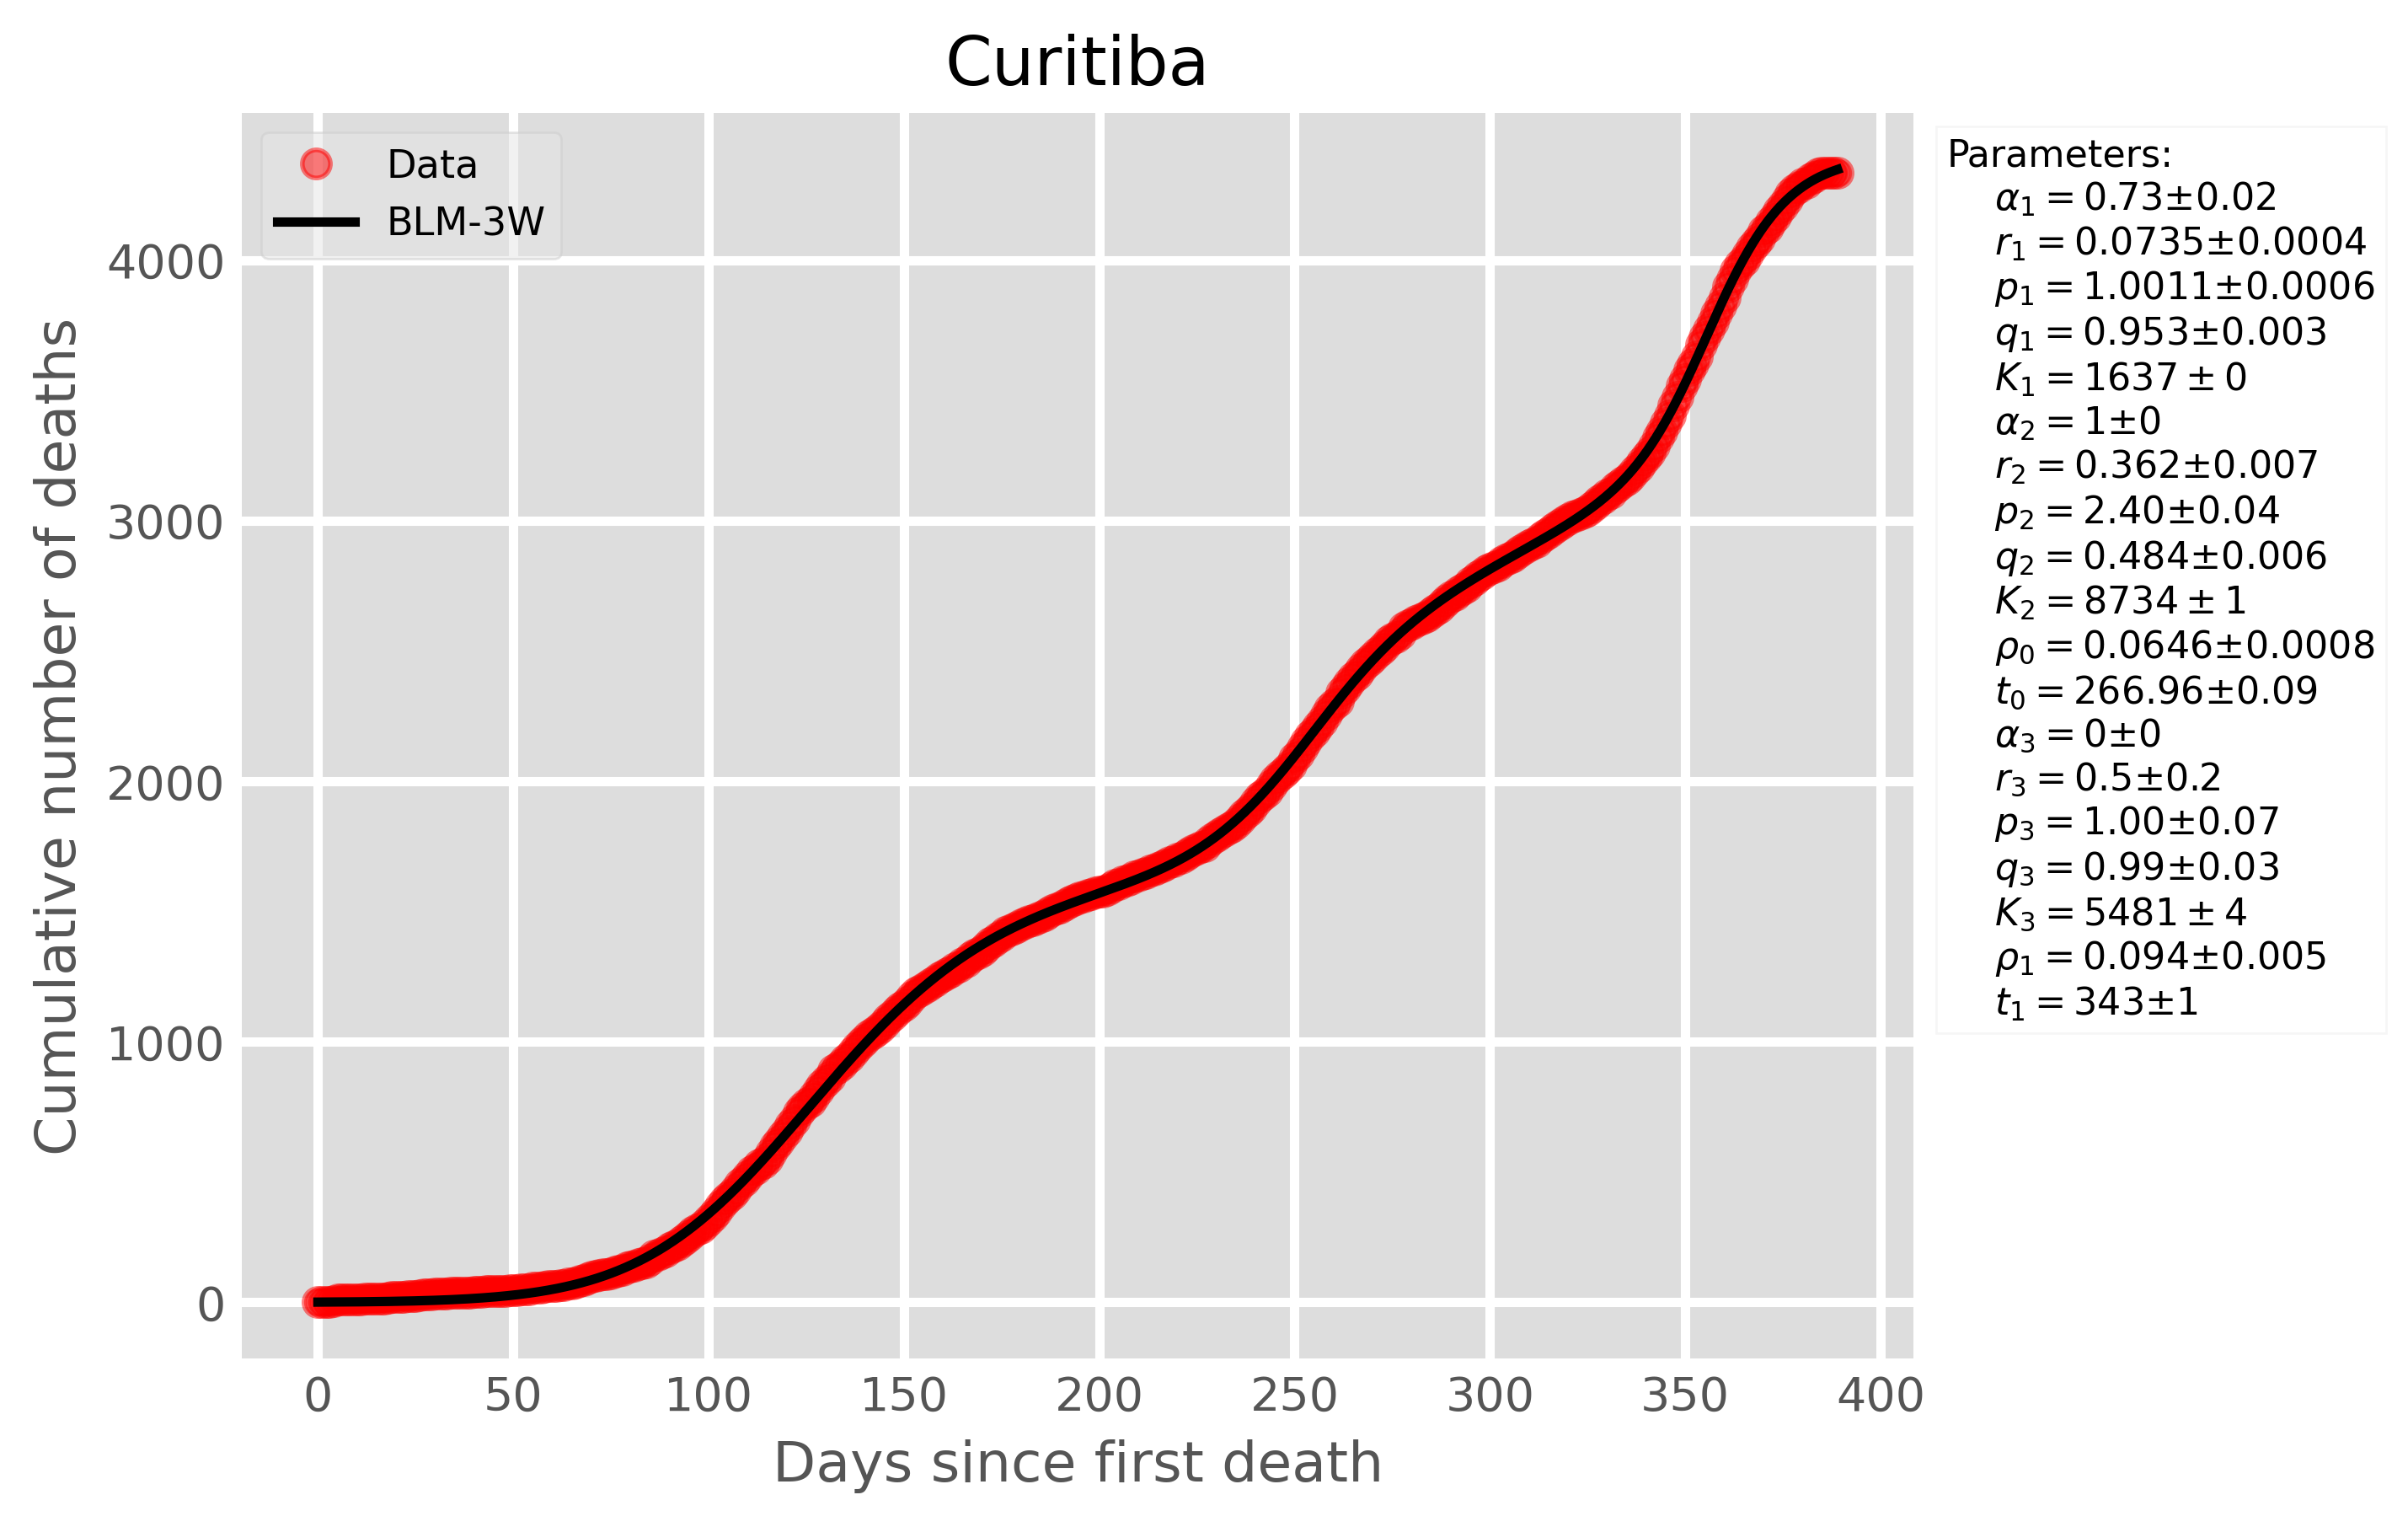 Curitiba
Data
BLM-3W
Cumulative number of deaths
4000
3000
2000
1000
0
0 50 100 150 200 250 300 350 400
Days since first death
Parameters:
α₁ = 0.73±0.02
r₁ = 0.0735±0.0004
p₁ = 1.0011±0.0006
q₁ = 0.953±0.003
K₁ = 1637 ± 0
α₂ = 1±0
r₂ = 0.362±0.007
p₂ = 2.40±0.04
q₂ = 0.484±0.006
K₂ = 8734 ± 1
ρ₀ = 0.0646±0.0008
t₀ = 266.96±0.09
α₃ = 0±0
r₃ = 0.5±0.2
p₃ = 1.00±0.07
q₃ = 0.99±0.03
K₃ = 5481 ± 4
ρ₁ = 0.094±0.005
t₁ = 343±1